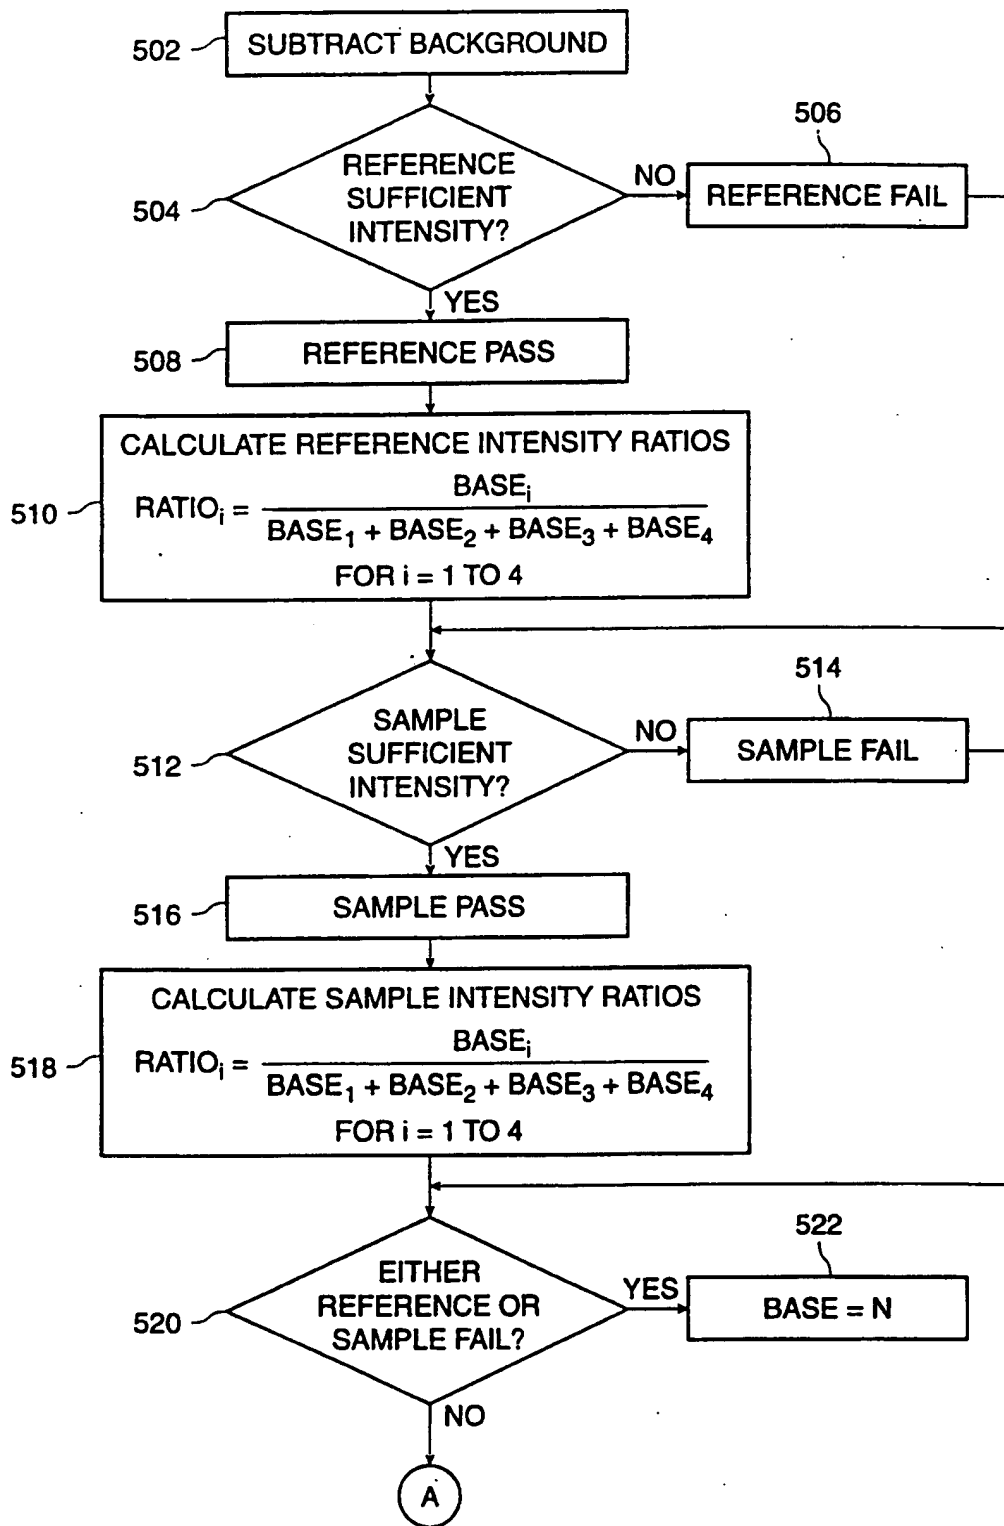 502
SUBTRACT BACKGROUND
504
REFERENCE
SUFFICIENT
INTENSITY?
NO
506
REFERENCE FAIL
YES
508
REFERENCE PASS
510
CALCULATE REFERENCE INTENSITY RATIOS
RATIOi = BASEi / BASE1 + BASE2 + BASE3 + BASE4
FOR i = 1 TO 4
512
SAMPLE
SUFFICIENT
INTENSITY?
NO
514
SAMPLE FAIL
YES
516
SAMPLE PASS
518
CALCULATE SAMPLE INTENSITY RATIOS
RATIOi = BASEi / BASE1 + BASE2 + BASE3 + BASE4
FOR i = 1 TO 4
520
EITHER
REFERENCE OR
SAMPLE FAIL?
YES
522
BASE = N
NO
A